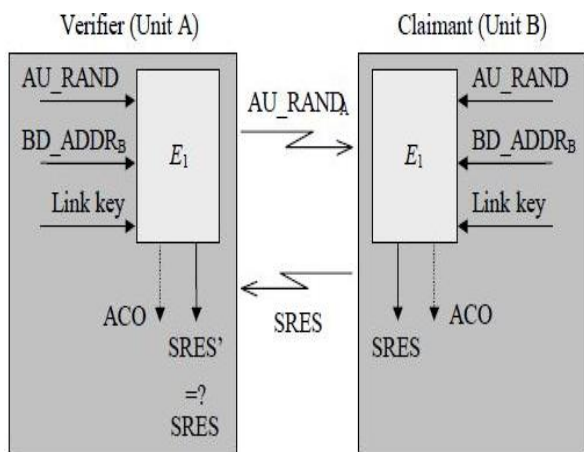 Verifier (Unit A)
Claimant (Unit B)
AU_RAND
BD_ADDRB
Link key
E1
ACO
SRES’
=?
SRES
AU_RANDA
SRES
AU_RAND
BD_ADDRB
Link key
E1
SRES
ACO